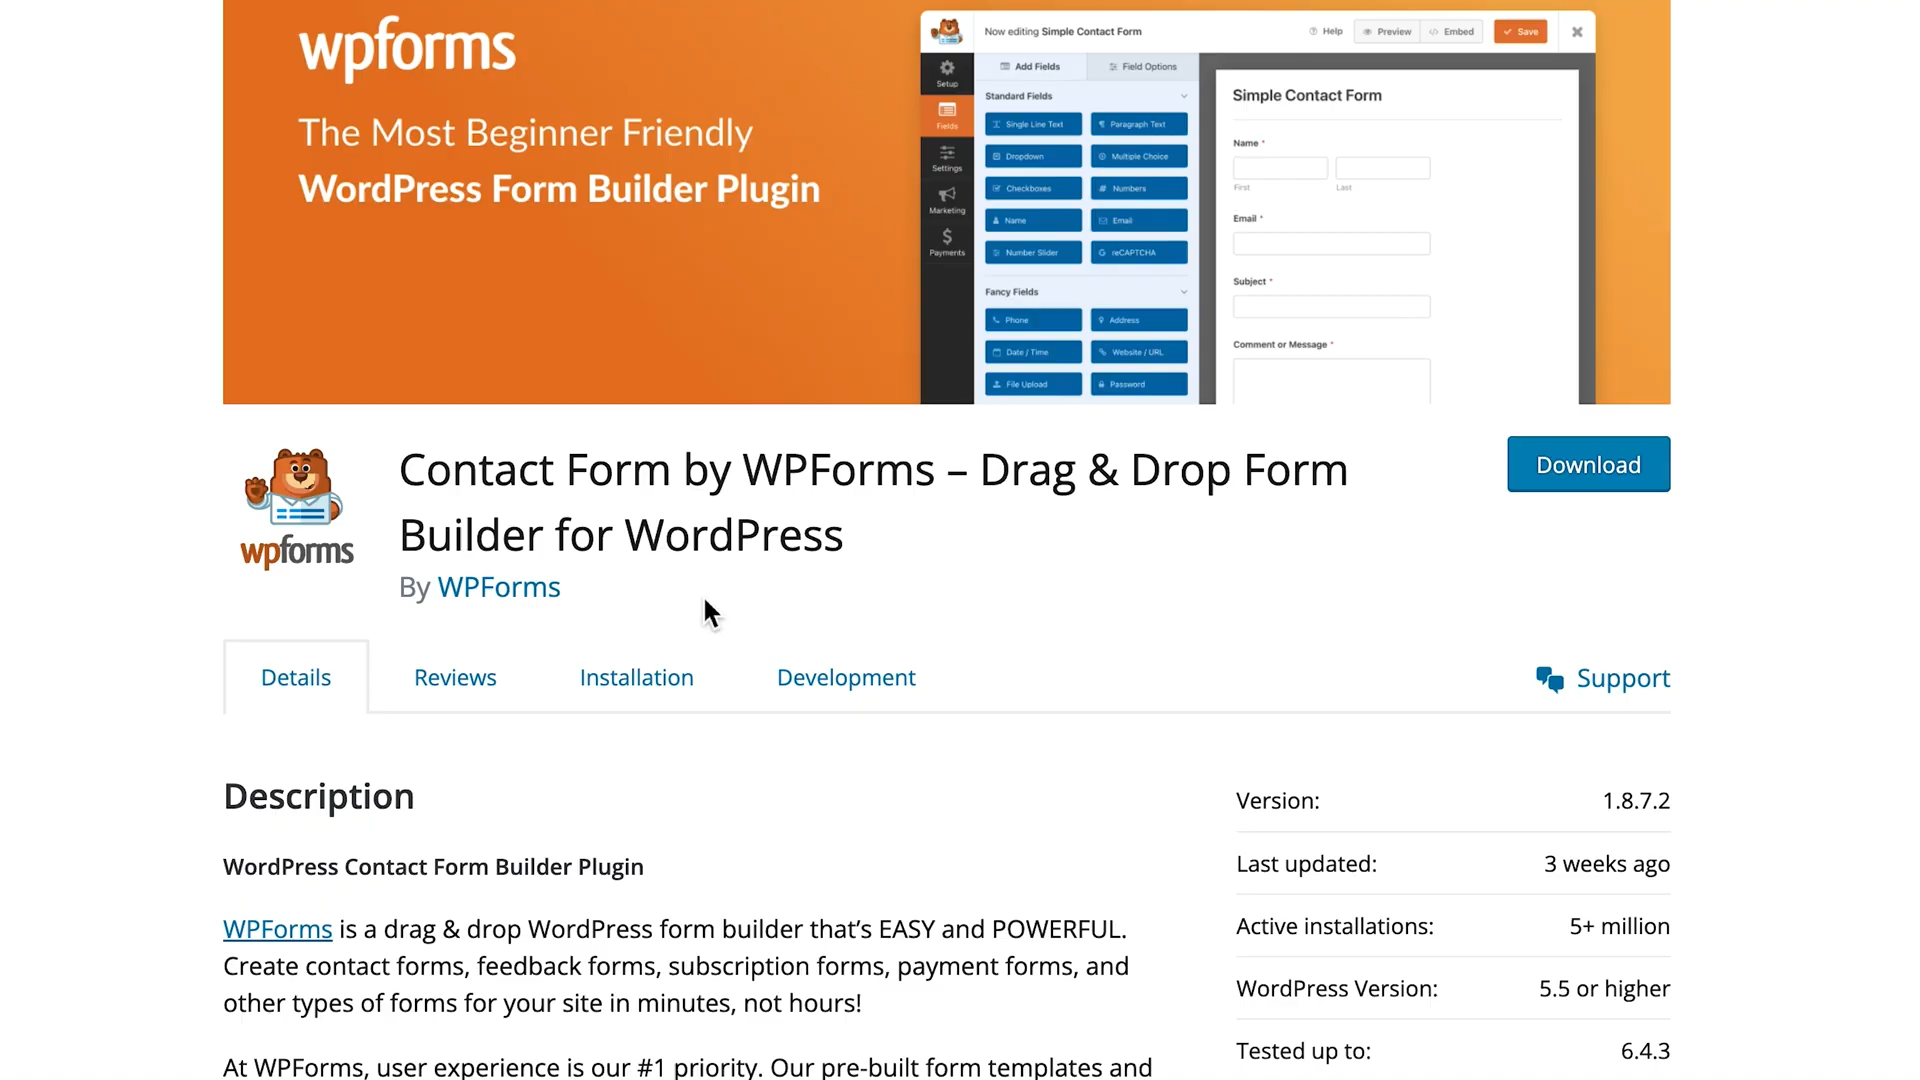 wpforms
The Most Beginner Friendly
WordPress Form Builder Plugin
Now editing Simple Contact Form
Help
Preview
Embed
Save
Setup
Fields
Settings
Marketing
Payments
Add Fields
Field Options
Standard Fields
Single Line Text
Paragraph Text
Dropdown
Multiple Choice
Checkboxes
Numbers
Name
Email
Number Slider
reCAPTCHA
Fancy Fields
Phone
Address
Date / Time
Website / URL
File Upload
Password
Simple Contact Form
Name *
First
Last
Email *
Subject *
Comment or Message *
wpforms
Contact Form by WPForms – Drag & Drop Form
Builder for WordPress
By WPForms
Download
Details
Reviews
Installation
Development
Support
Description
WordPress Contact Form Builder Plugin
WPForms is a drag & drop WordPress form builder that’s EASY and POWERFUL.
Create contact forms, feedback forms, subscription forms, payment forms, and
other types of forms for your site in minutes, not hours!
At WPForms, user experience is our #1 priority. Our pre-built form templates and
Version: 1.8.7.2
Last updated: 3 weeks ago
Active installations: 5+ million
WordPress Version: 5.5 or higher
Tested up to: 6.4.3